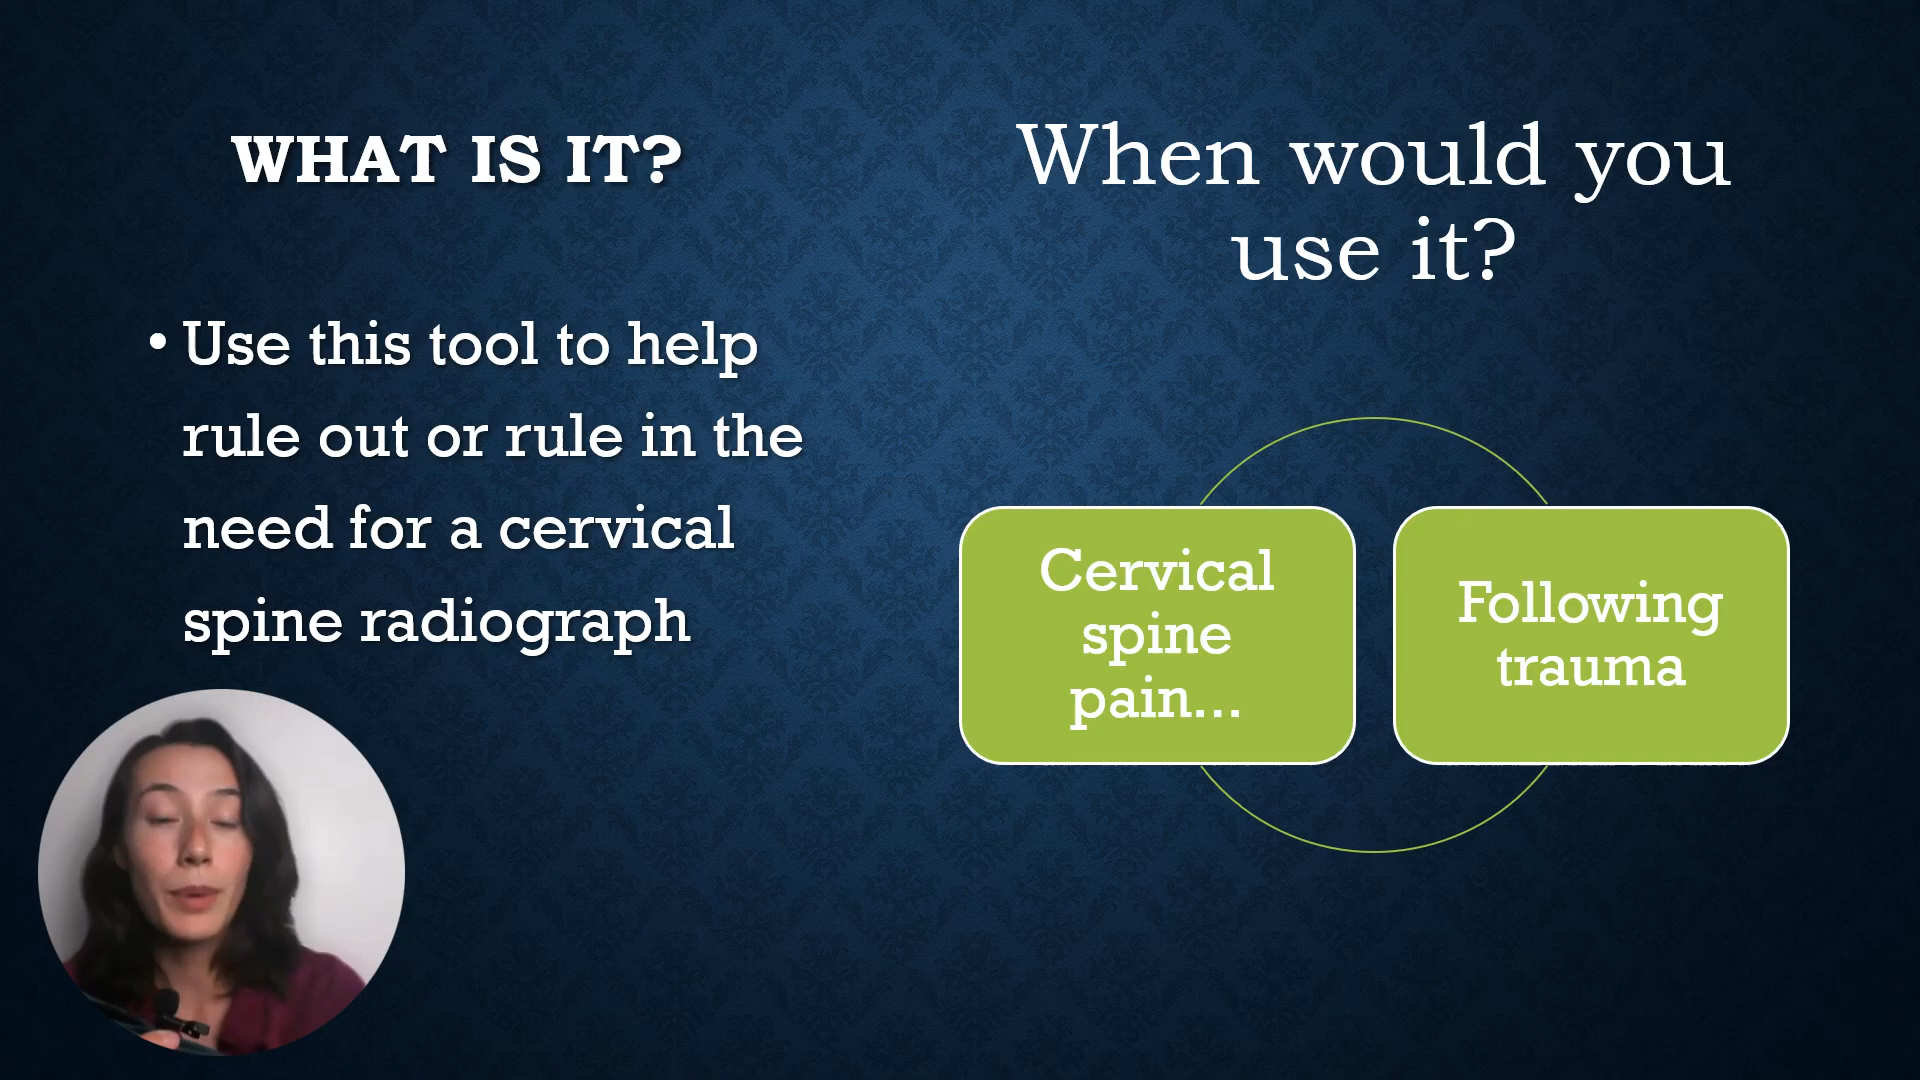 WHAT IS IT?
• Use this tool to help
rule out or rule in the
need for a cervical
spine radiograph
When would you
use it?
Cervical
spine
pain...
Following
trauma